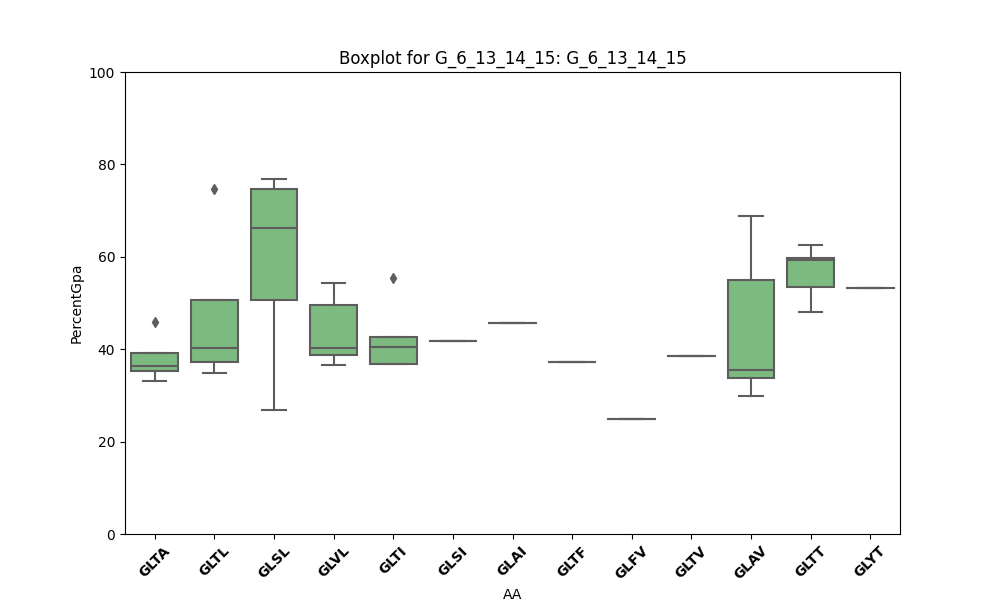 Boxplot for G_6_13_14_15: G_6_13_14_15
100
80
60
40
20
0
PercentGpa
GLTA
GLTL
GLSL
GLVL
GLTI
GLSI
GLAI
GLTF
GLFV
GLTV
GLAV
GLTT
GLYT
AA